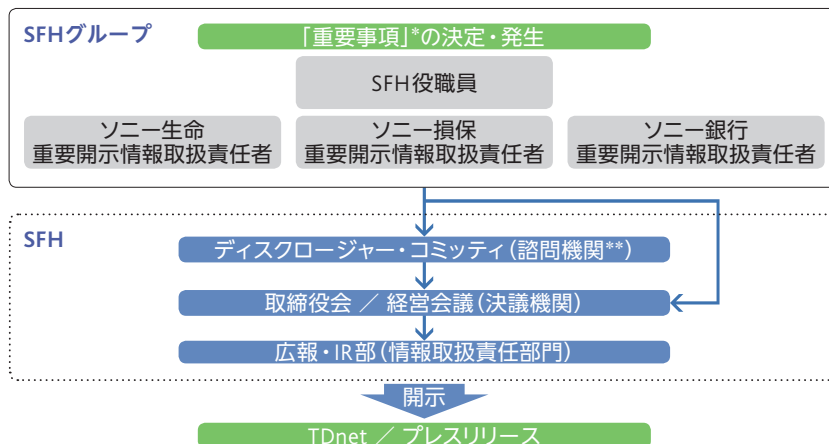 SFHグループ
「重要事項」*の決定・発生
SFH役職員
ソニー生命
重要開示情報取扱責任者
ソニー損保
重要開示情報取扱責任者
ソニー銀行
重要開示情報取扱責任者
SFH
ディスクロージャー・コミッティ(諮問機関**)
取締役会 / 経営会議(決議機関)
広報・IR部(情報取扱責任部門)
開示
TDnet / プレスリリース